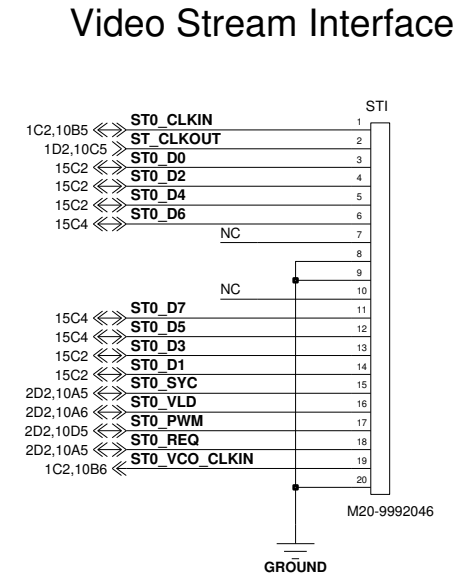 Video Stream Interface
STI
1C2,10B5 ST0_CLKIN 1
1D2,10C5 ST_CLKOUT 2
15C2 ST0_D0 3
15C2 ST0_D2 4
15C2 ST0_D4 5
15C4 ST0_D6 6
NC 7
8
9
NC 10
15C4 ST0_D7 11
15C4 ST0_D5 12
15C2 ST0_D3 13
15C2 ST0_D1 14
2D2,10A5 ST0_SYC 15
2D2,10A6 ST0_VLD 16
2D2,10D5 ST0_PWM 17
2D2,10A5 ST0_REQ 18
1C2,10B6 ST0_VCO_CLKIN 19
20
M20-9992046
GROUND